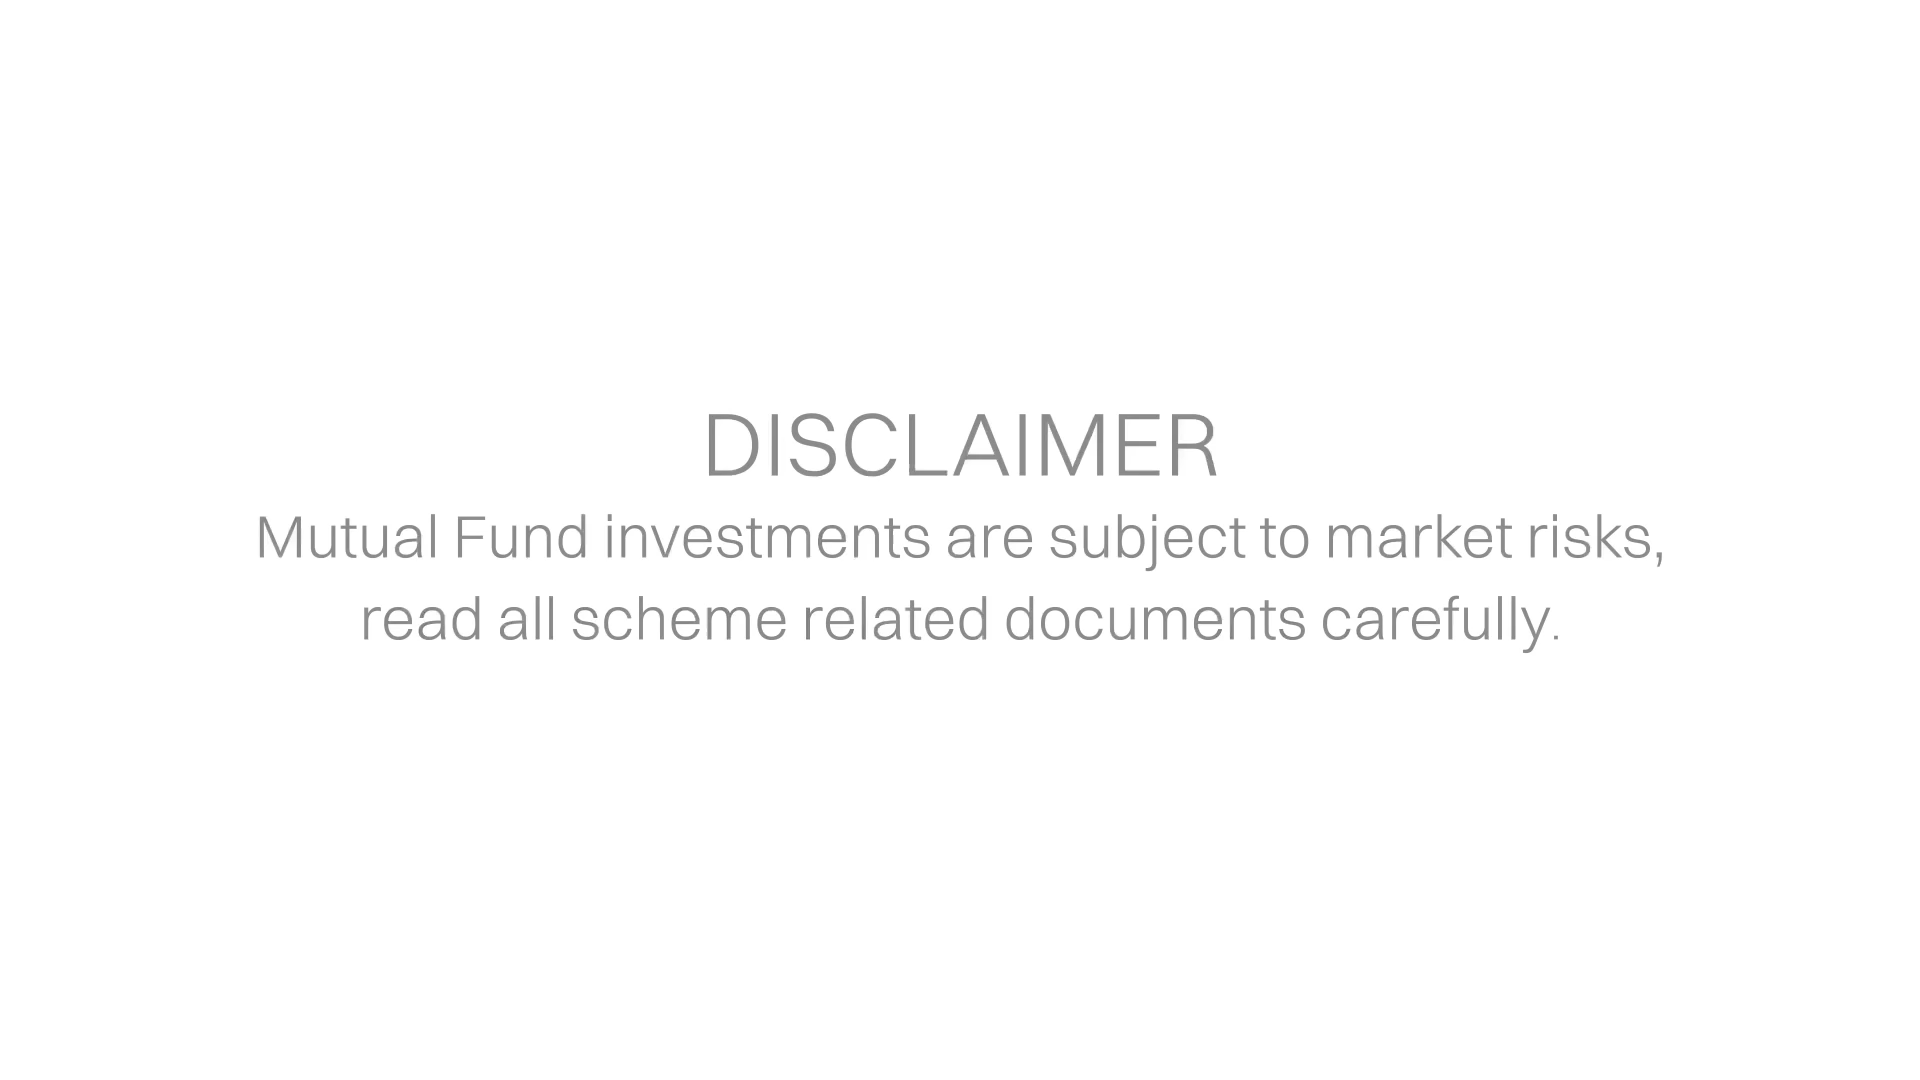 DISCLAIMER
Mutual Fund investments are subject to market risks,
read all scheme related documents carefully.